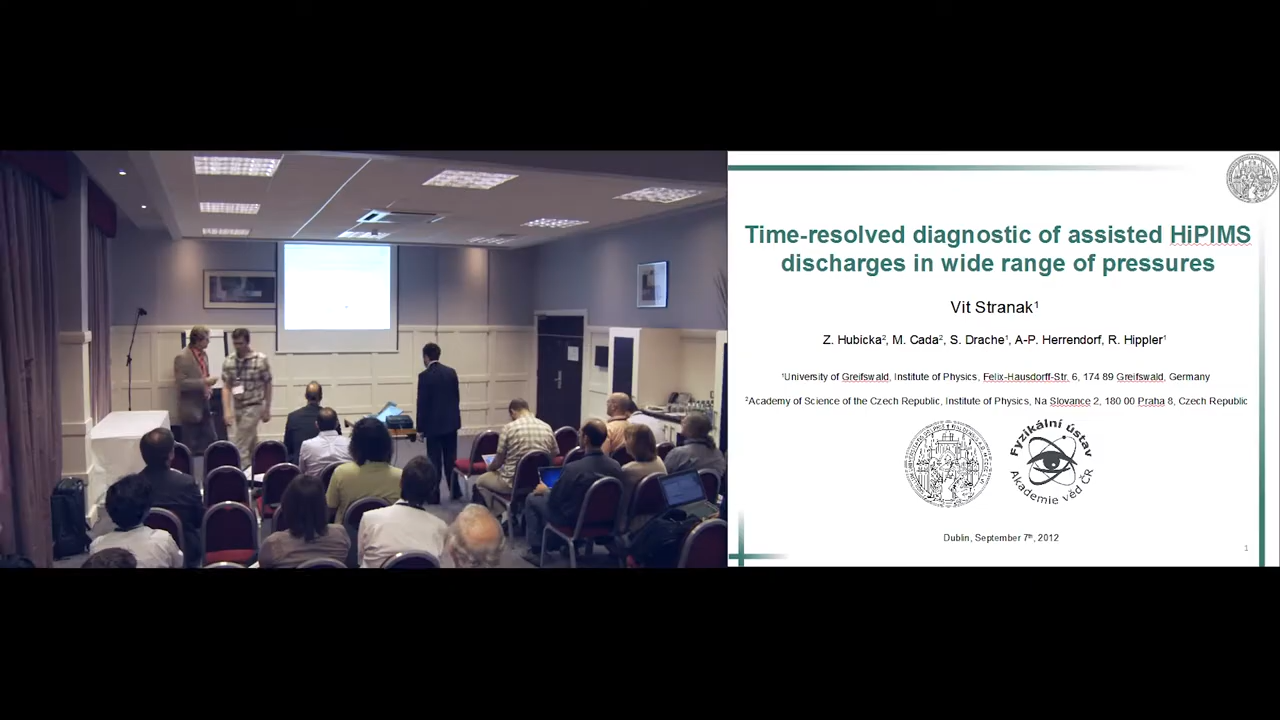 Time-resolved diagnostic of assisted HiPIMS
discharges in wide range of pressures
Vit Stranak¹
Z. Hubicka², M. Cada², S. Drache¹, A-P. Herrendorf, R. Hippler¹
¹University of Greifswald, Institute of Physics, Felix-Hausdorff-Str. 6, 174 89 Greifswald, Germany
²Academy of Science of the Czech Republic, Institute of Physics, Na Slovance 2, 180 00 Praha 8, Czech Republic
Fyzikální ústav
Akademie věd ČR
Dublin, September 7th, 2012
1